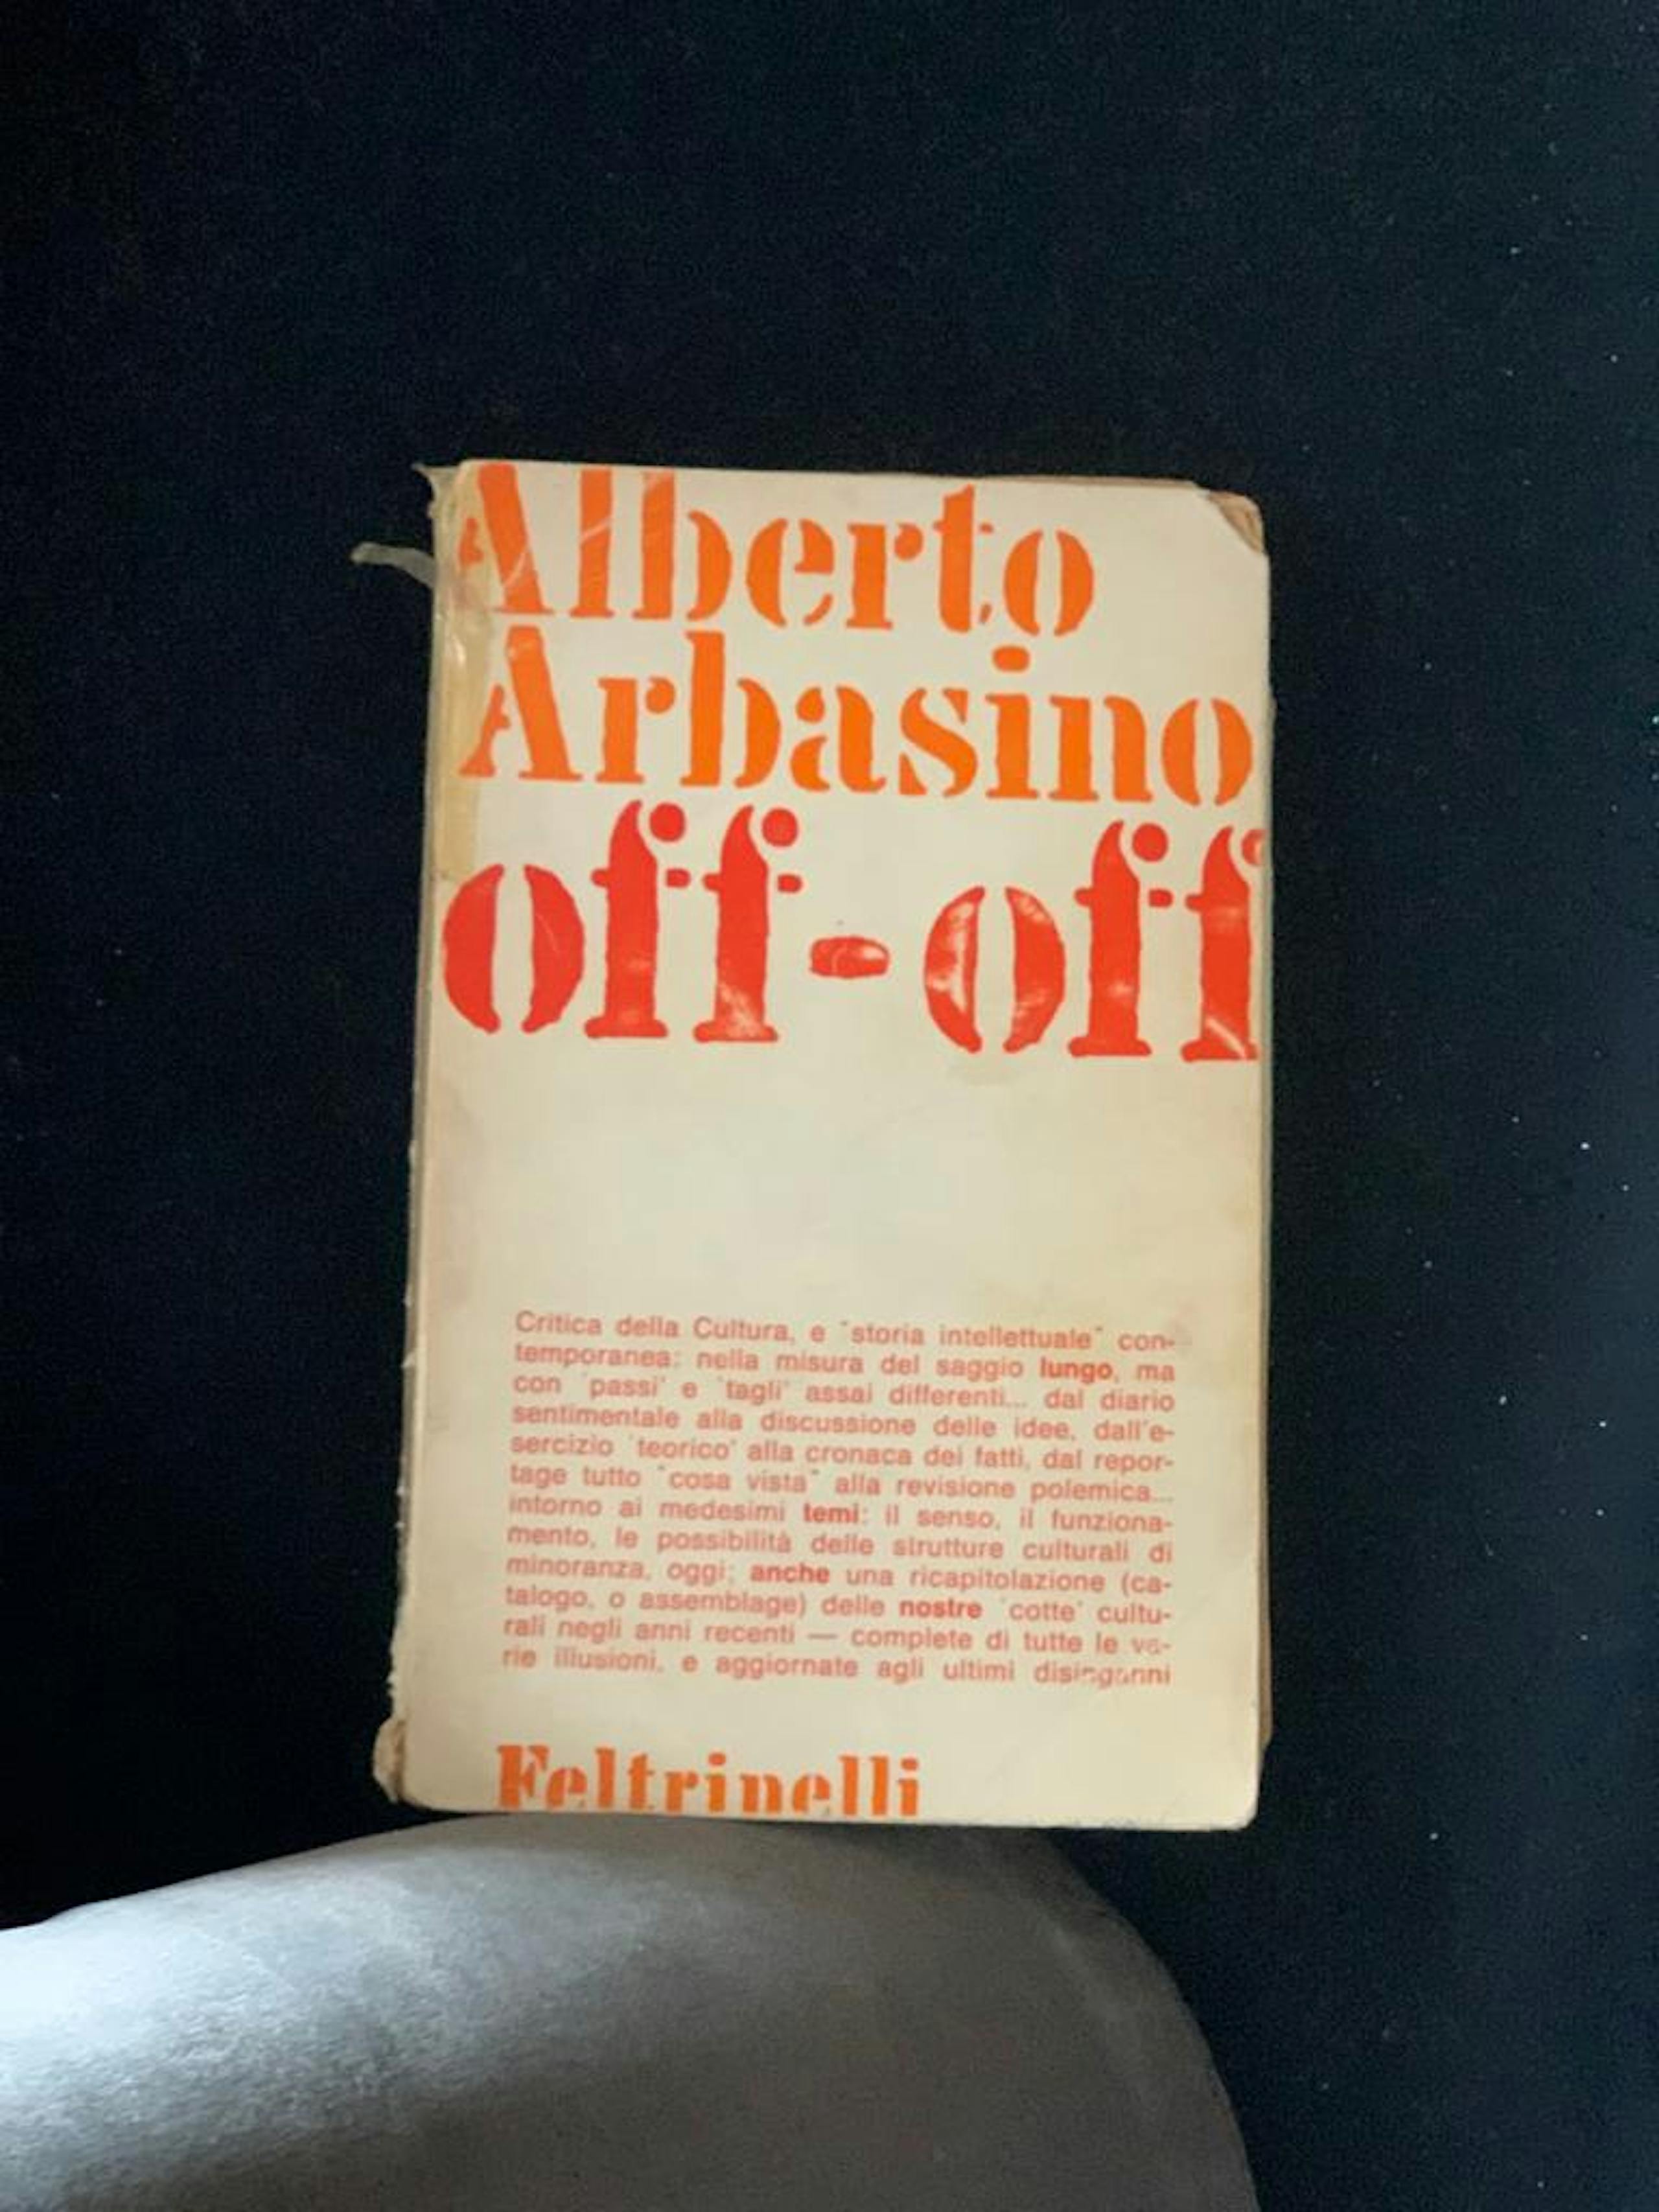 Alberto
Arbasino
off-off
Critica della Cultura, e "storia intellettuale" con-
temporanea: nella misura del saggio lungo, ma
con 'passi' e 'tagli' assai differenti... dal diario
sentimentale alla discussione delle idee, dall'e-
sercizio 'teorico' alla cronaca dei fatti, dal repor-
tage tutto "cosa vista" alla revisione polemica...
intorno ai medesimi temi: il senso, il funziona-
mento, le possibilità delle strutture culturali di
minoranza, oggi; anche una ricapitolazione (ca-
talogo, o assemblage) delle nostre 'cotte' cultu-
rali negli anni recenti — complete di tutte le va-
rie illusioni, e aggiornate agli ultimi disinganni
Feltrinelli